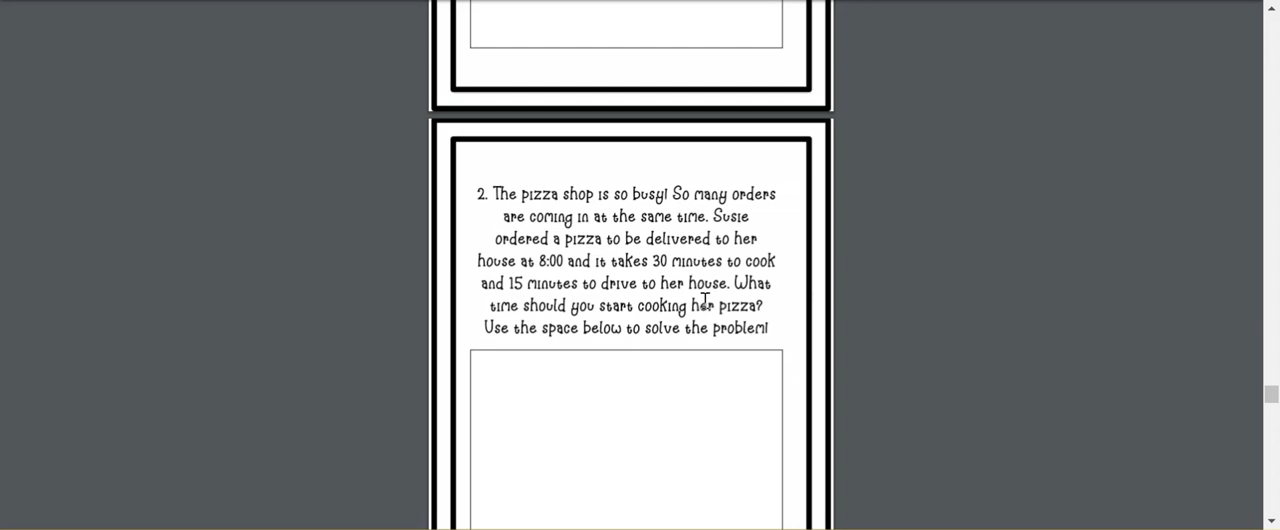 2. The pizza shop is so busy! So many orders
are coming in at the same time. Susie
ordered a pizza to be delivered to her
house at 8:00 and it takes 30 minutes to cook
and 15 minutes to drive to her house. What
time should you start cooking her pizza?
Use the space below to solve the problem!